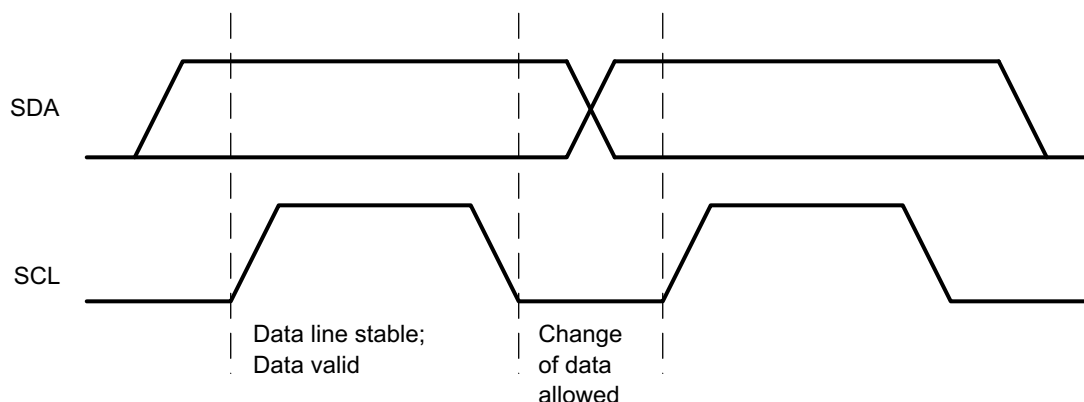 SDA
SCL
Data line stable;
Data valid
Change
of data
allowed